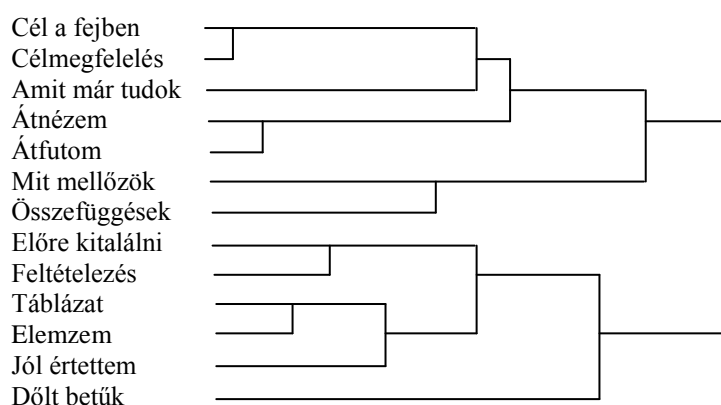 Cél a fejben
Célmegfelelés
Amit már tudok
Átnézem
Átfutom
Mit mellőzök
Összefüggések
Előre kitalálni
Feltételezés
Táblázat
Elemzem
Jól értettem
Dőlt betűk